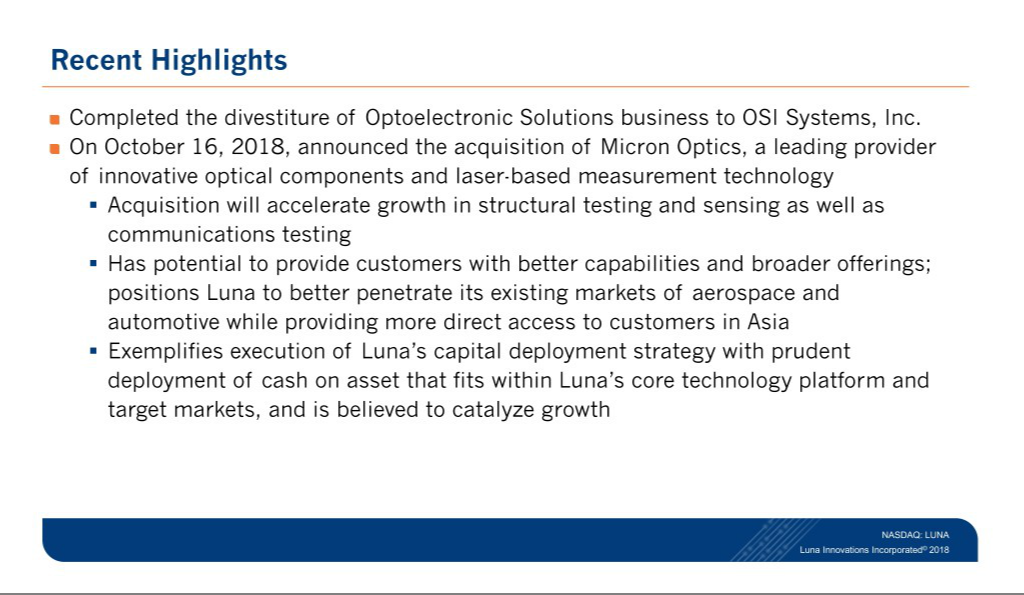 Recent Highlights
■ Completed the divestiture of Optoelectronic Solutions business to OSI Systems, Inc.
■ On October 16, 2018, announced the acquisition of Micron Optics, a leading provider
of innovative optical components and laser-based measurement technology
▪ Acquisition will accelerate growth in structural testing and sensing as well as
communications testing
▪ Has potential to provide customers with better capabilities and broader offerings;
positions Luna to better penetrate its existing markets of aerospace and
automotive while providing more direct access to customers in Asia
▪ Exemplifies execution of Luna’s capital deployment strategy with prudent
deployment of cash on asset that fits within Luna’s core technology platform and
target markets, and is believed to catalyze growth
NASDAQ: LUNA
Luna Innovations Incorporated© 2018